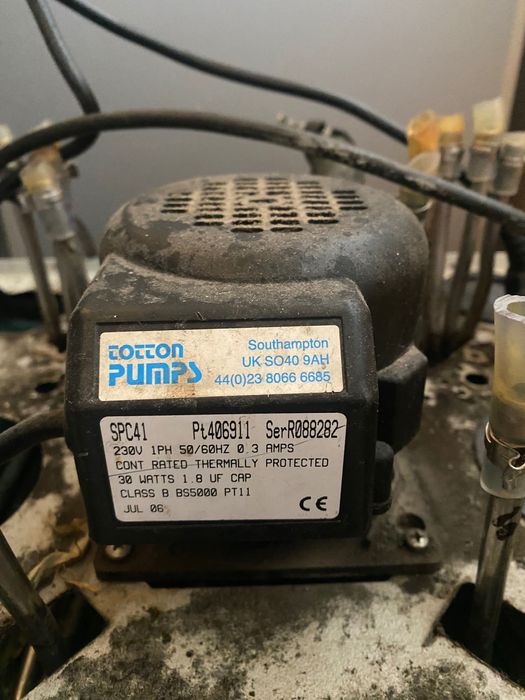 TOTTON
PUMPS
Southampton
UK SO40 9AH
44(0)23 8066 6685
SPC41 Pt406911 SerR088282
230V 1PH 50/60HZ 0.3 AMPS
CONT RATED THERMALLY PROTECTED
30 WATTS 1.8 UF CAP
CLASS B BS5000 PT11
JUL 06 CE